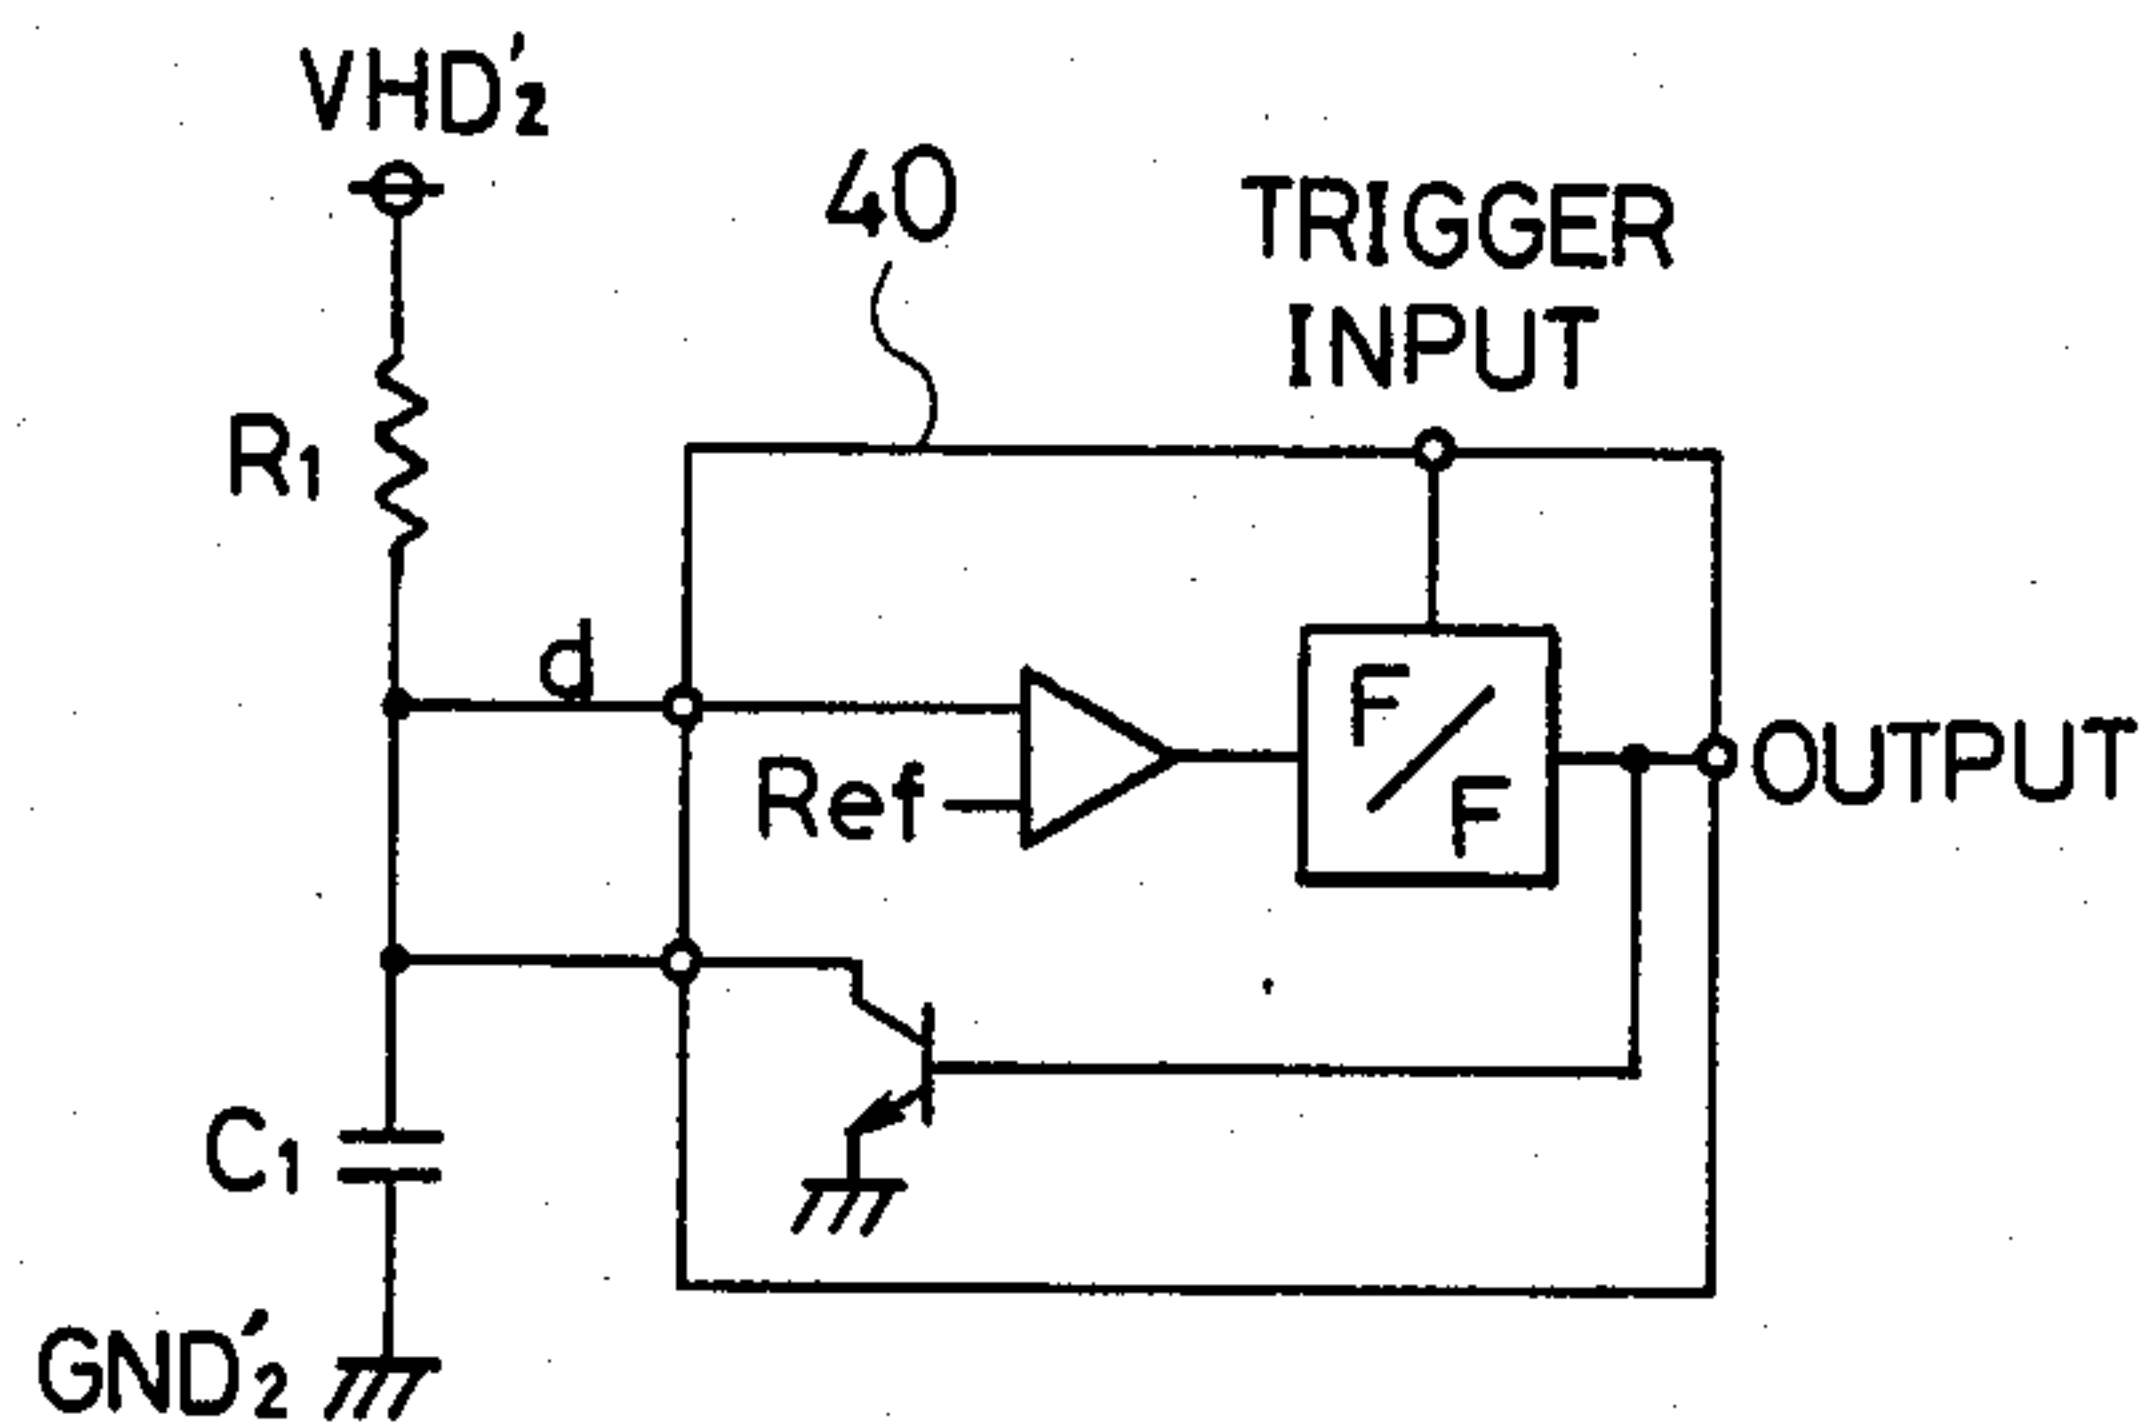 VHD'2
40
TRIGGER
INPUT
R1
d
Ref
F/F
OUTPUT
C1
GND'2